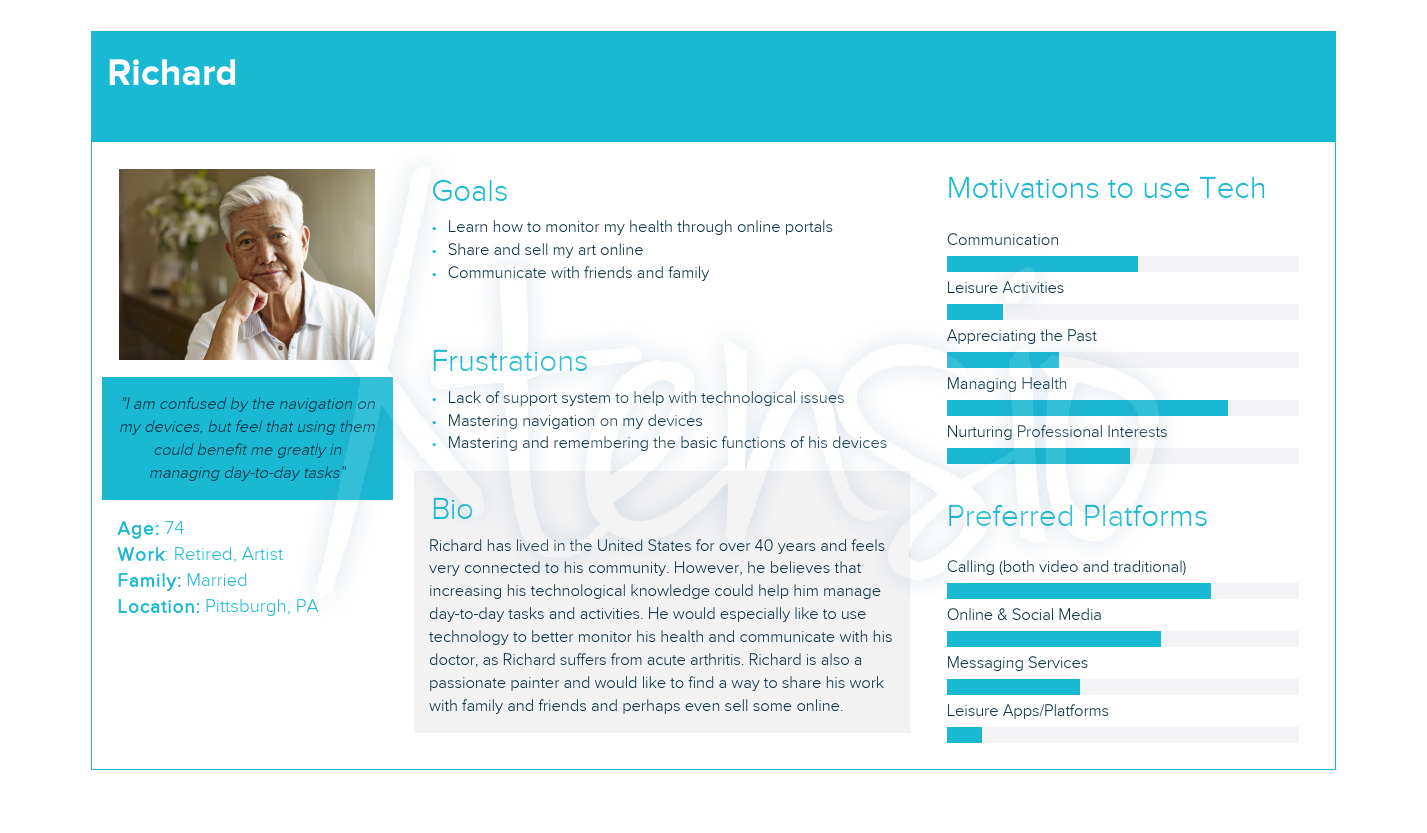 Richard
"I am confused by the navigation on
my devices, but feel that using them
could benefit me greatly in
managing day-to-day tasks"
Age: 74
Work: Retired, Artist
Family: Married
Location: Pittsburgh, PA
Goals
• Learn how to monitor my health through online portals
• Share and sell my art online
• Communicate with friends and family
Frustrations
• Lack of support system to help with technological issues
• Mastering navigation on my devices
• Mastering and remembering the basic functions of his devices
Bio
Richard has lived in the United States for over 40 years and feels
very connected to his community. However, he believes that
increasing his technological knowledge could help him manage
day-to-day tasks and activities. He would especially like to use
technology to better monitor his health and communicate with his
doctor, as Richard suffers from acute arthritis. Richard is also a
passionate painter and would like to find a way to share his work
with family and friends and perhaps even sell some online.
Motivations to use Tech
Communication
Leisure Activities
Appreciating the Past
Managing Health
Nurturing Professional Interests
Preferred Platforms
Calling (both video and traditional)
Online & Social Media
Messaging Services
Leisure Apps/Platforms
Xtensio